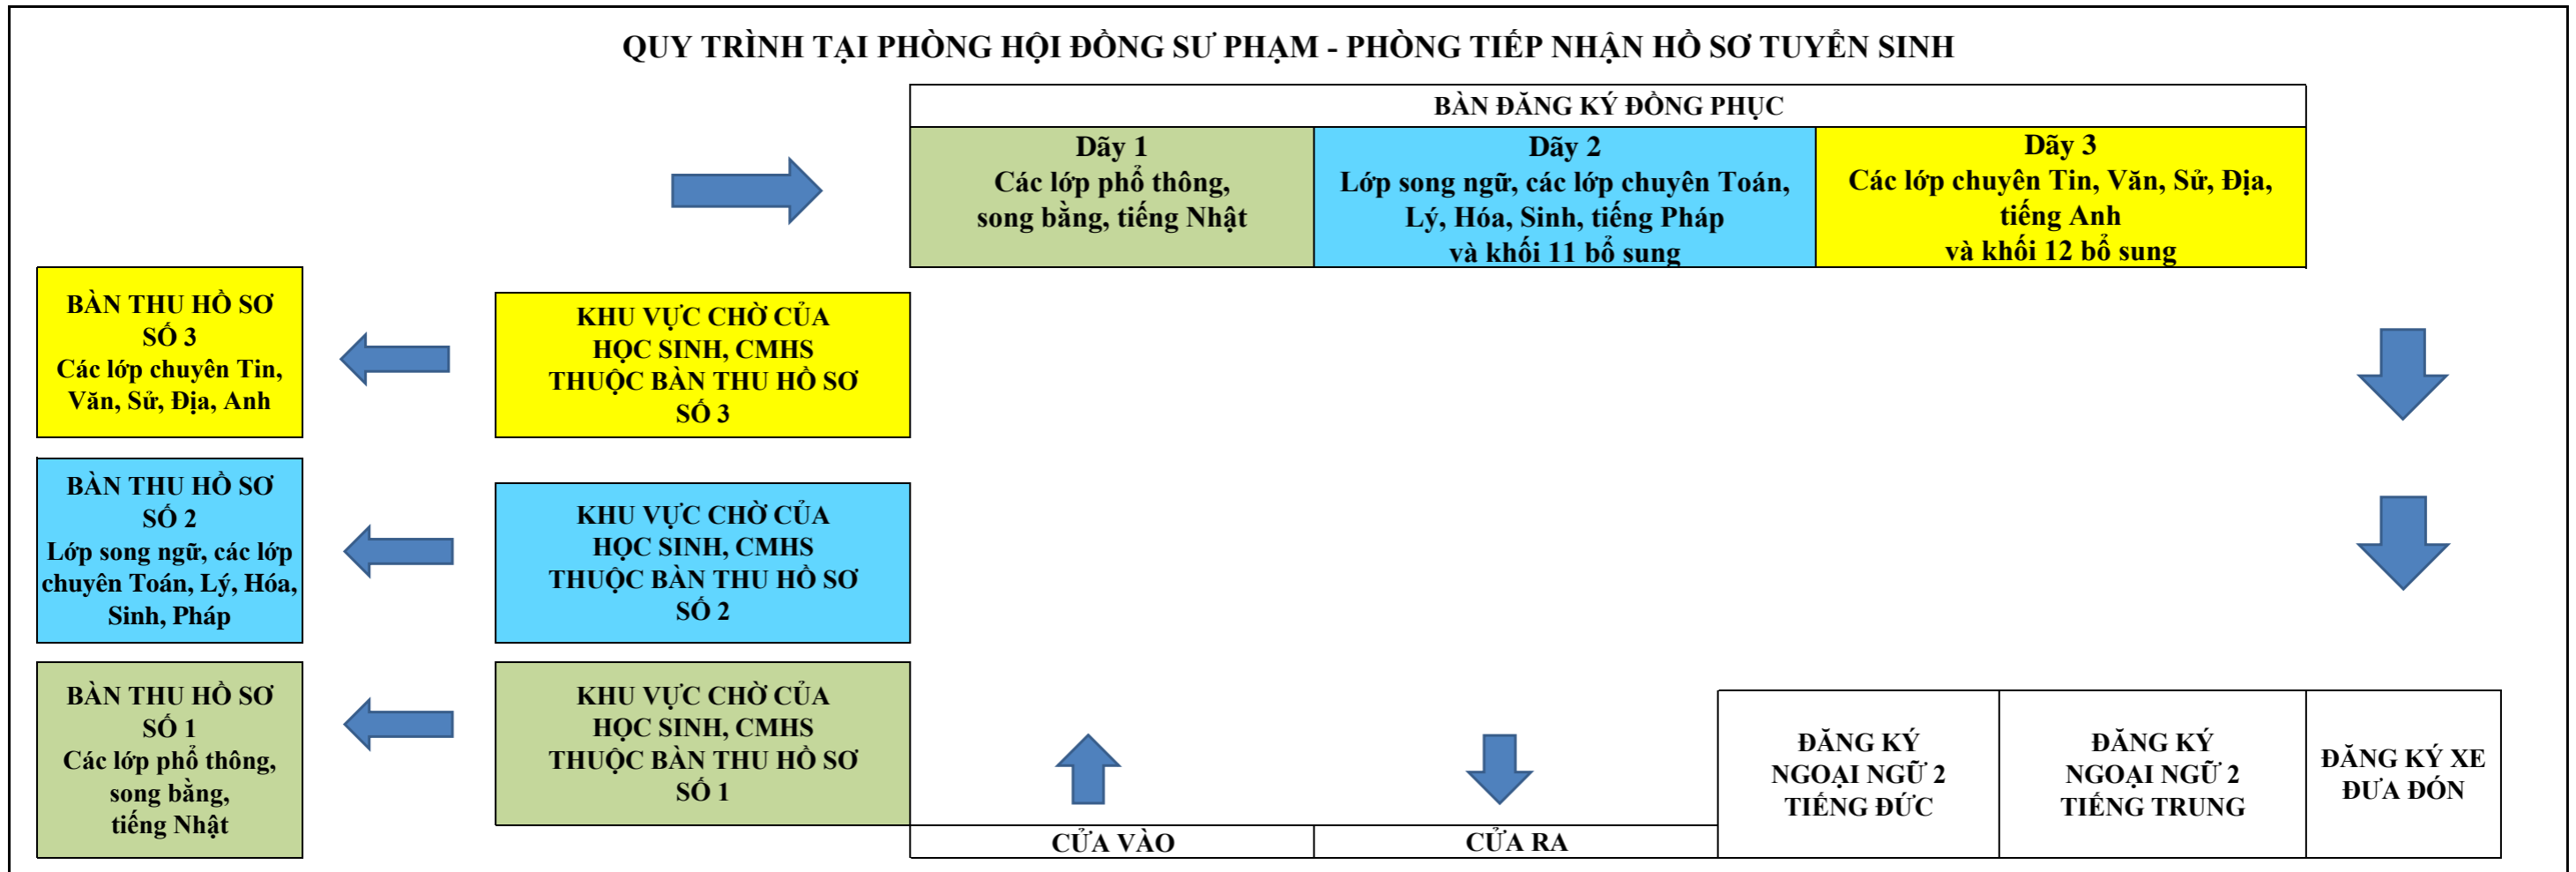 QUY TRÌNH TẠI PHÒNG HỘI ĐỒNG SƯ PHẠM - PHÒNG TIẾP NHẬN HỒ SƠ TUYỂN SINH
BÀN ĐĂNG KÝ ĐỒNG PHỤC
Dãy 1
Các lớp phổ thông,
song bằng, tiếng Nhật
Dãy 2
Lớp song ngữ, các lớp chuyên Toán,
Lý, Hóa, Sinh, tiếng Pháp
và khối 11 bổ sung
Dãy 3
Các lớp chuyên Tin, Văn, Sử, Địa,
tiếng Anh
và khối 12 bổ sung
BÀN THU HỒ SƠ
SỐ 3
Các lớp chuyên Tin,
Văn, Sử, Địa, Anh
KHU VỰC CHỜ CỦA
HỌC SINH, CMHS
THUỘC BÀN THU HỒ SƠ
SỐ 3
BÀN THU HỒ SƠ
SỐ 2
Lớp song ngữ, các lớp
chuyên Toán, Lý, Hóa,
Sinh, Pháp
KHU VỰC CHỜ CỦA
HỌC SINH, CMHS
THUỘC BÀN THU HỒ SƠ
SỐ 2
BÀN THU HỒ SƠ
SỐ 1
Các lớp phổ thông,
song bằng,
tiếng Nhật
KHU VỰC CHỜ CỦA
HỌC SINH, CMHS
THUỘC BÀN THU HỒ SƠ
SỐ 1
CỬA VÀO
CỬA RA
ĐĂNG KÝ
NGOẠI NGỮ 2
TIẾNG ĐỨC
ĐĂNG KÝ
NGOẠI NGỮ 2
TIẾNG TRUNG
ĐĂNG KÝ XE
ĐƯA ĐÓN